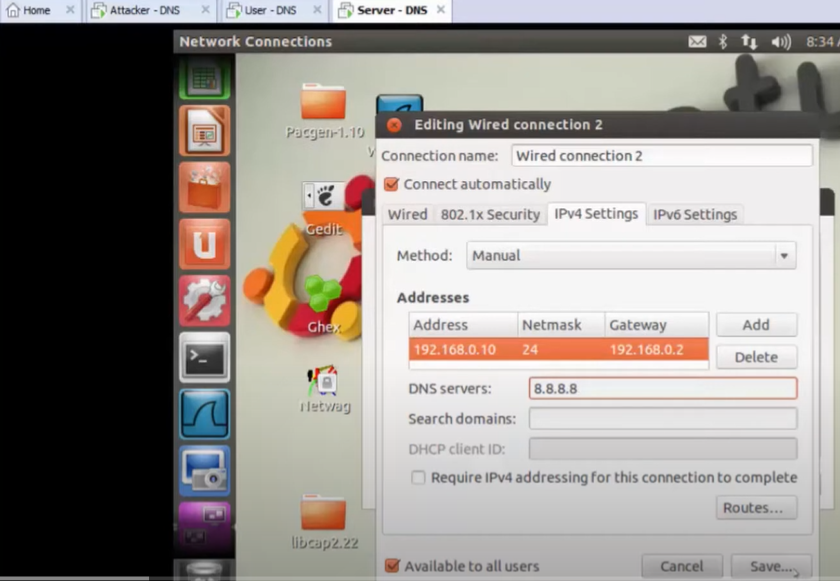 Home
Attacker - DNS
User - DNS
Server - DNS
Network Connections
8:34
Pacgen-1.10
Editing Wired connection 2
Connection name: Wired connection 2
Connect automatically
Gedit
Wired
802.1x Security
IPv4 Settings
IPv6 Settings
Method: Manual
Addresses
Address Netmask Gateway
Add
192.168.0.10 24 192.168.0.2
Delete
Ghex
DNS servers: 8.8.8.8
Netwag
Search domains:
DHCP client ID:
Require IPv4 addressing for this connection to complete
Routes...
libcap2.22
Available to all users
Cancel
Save...